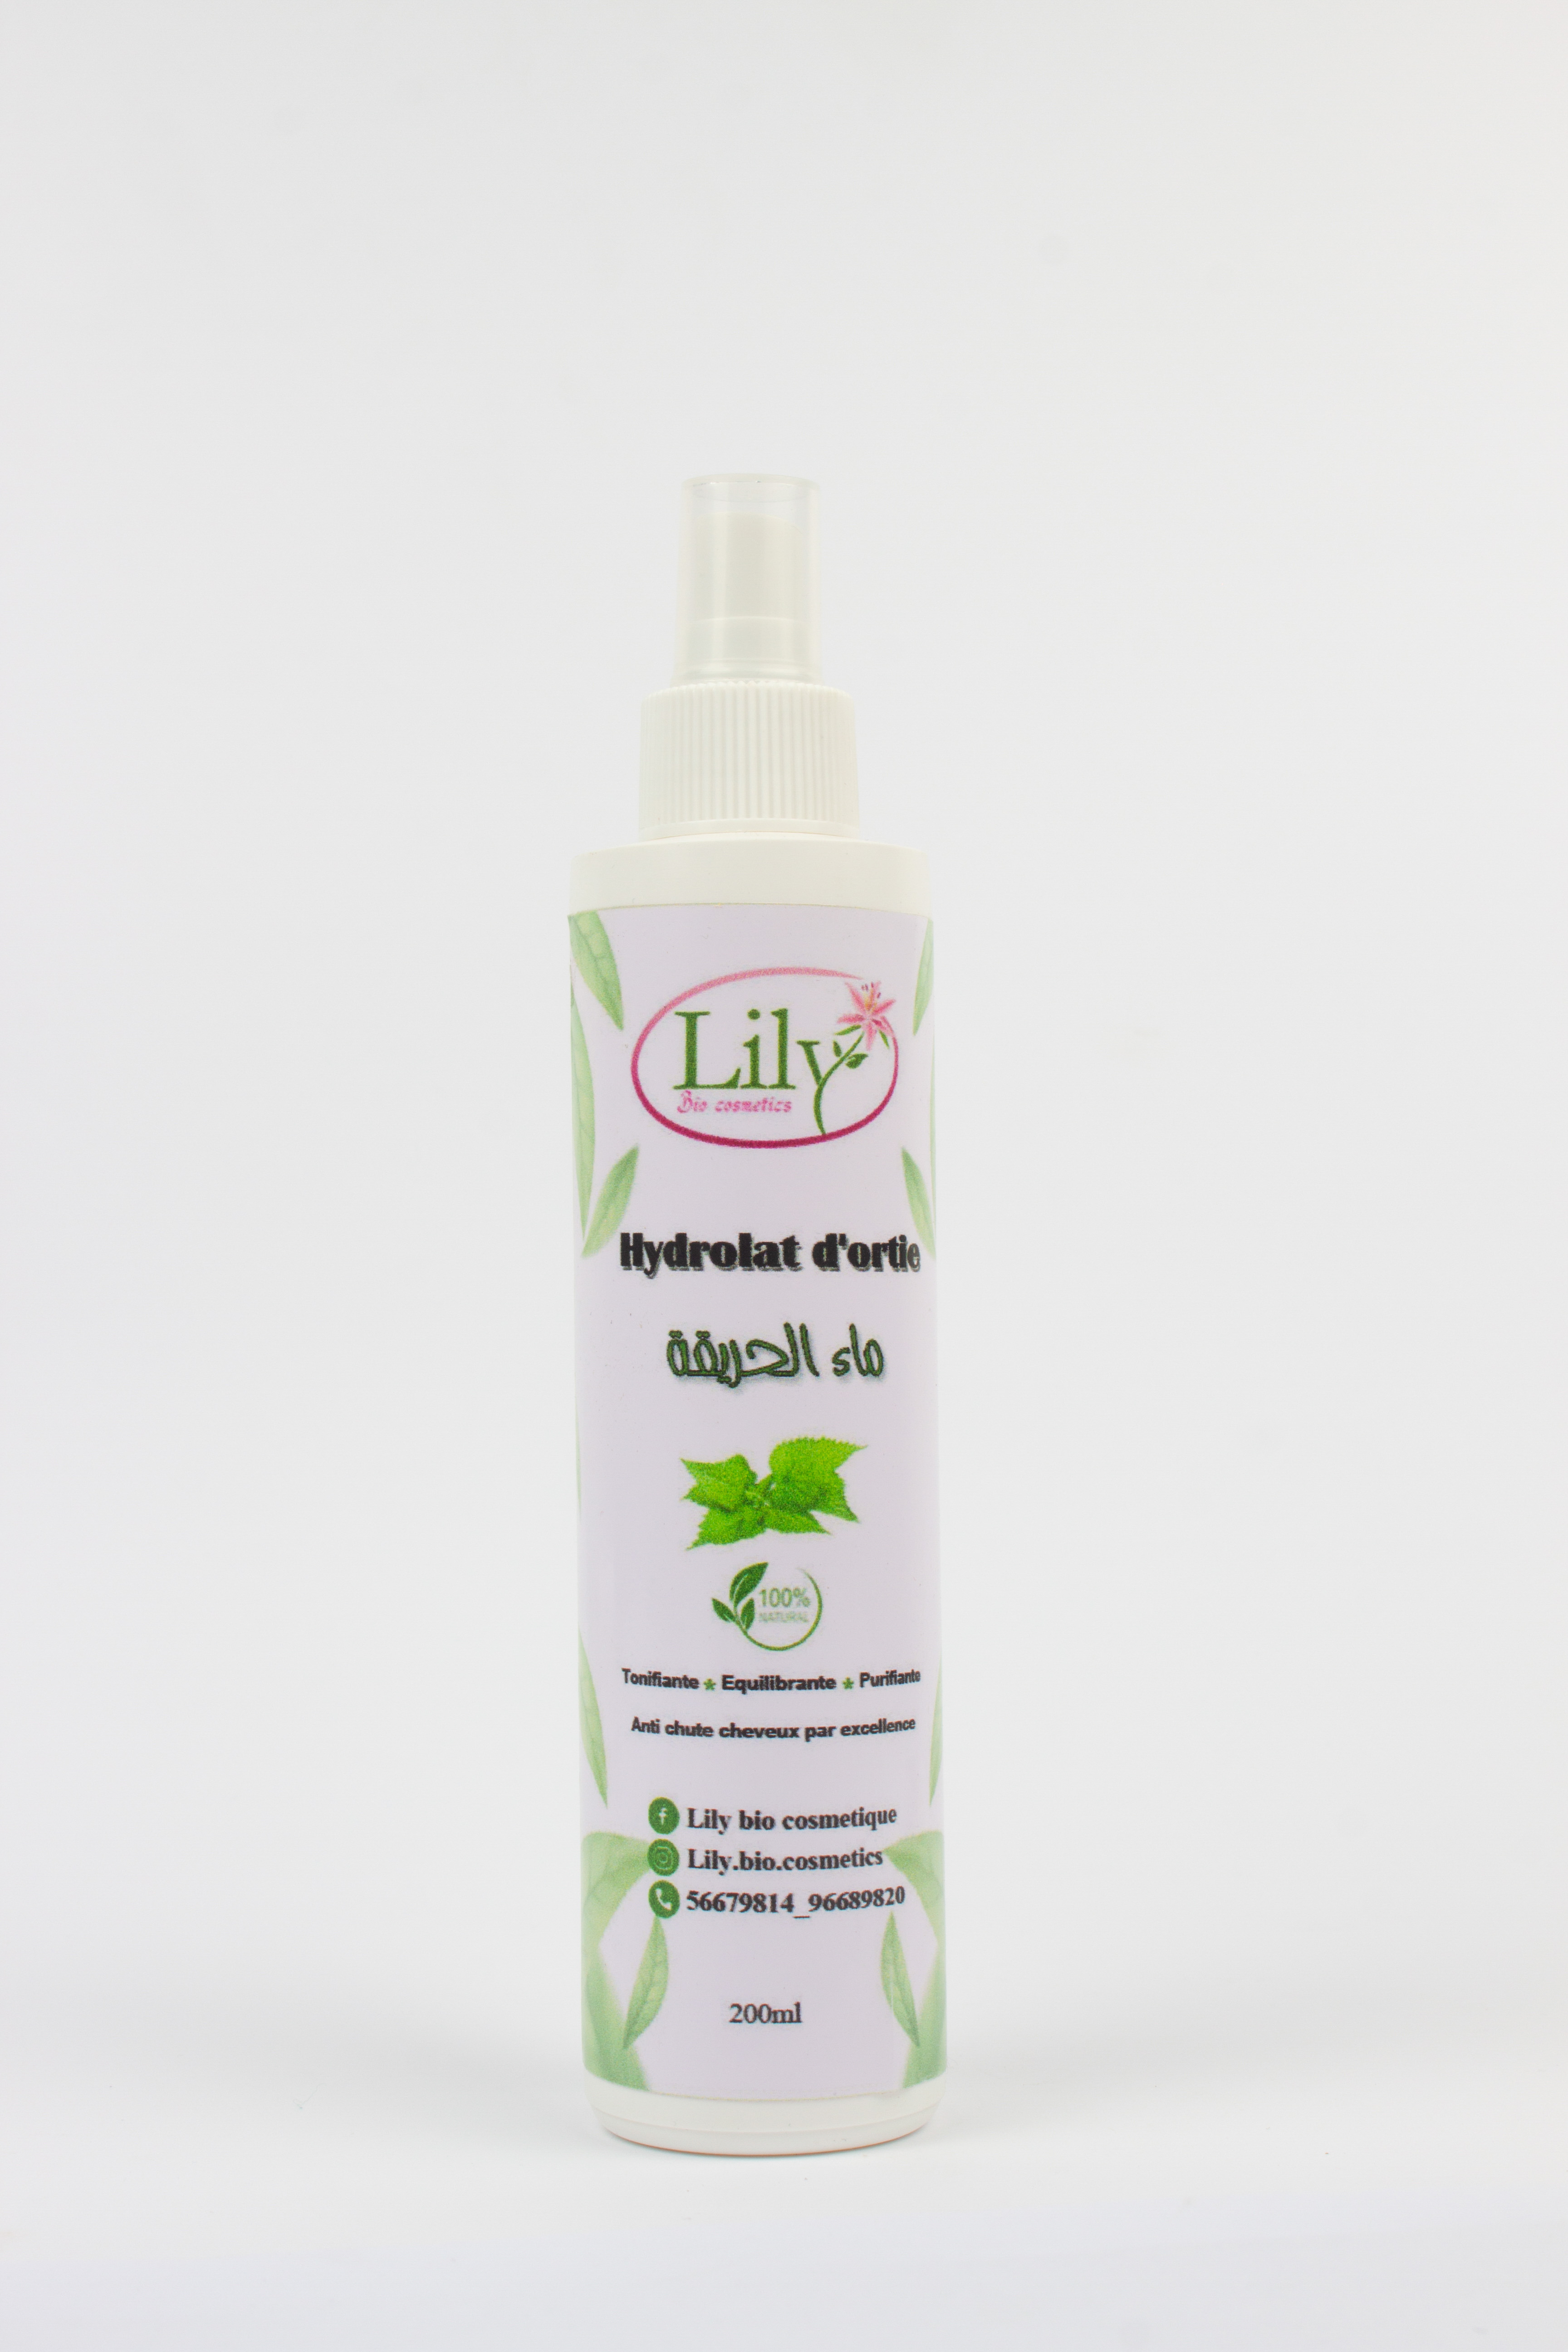 Lily
Bio cosmetics
Hydrolat d'ortie
ماء الحريقة
100%
NATURAL
Tonifiante * Equilibrante * Purifiante
Anti chute cheveux par excellence
Lily bio cosmetique
Lily.bio.cosmetics
56679814_96689820
200ml